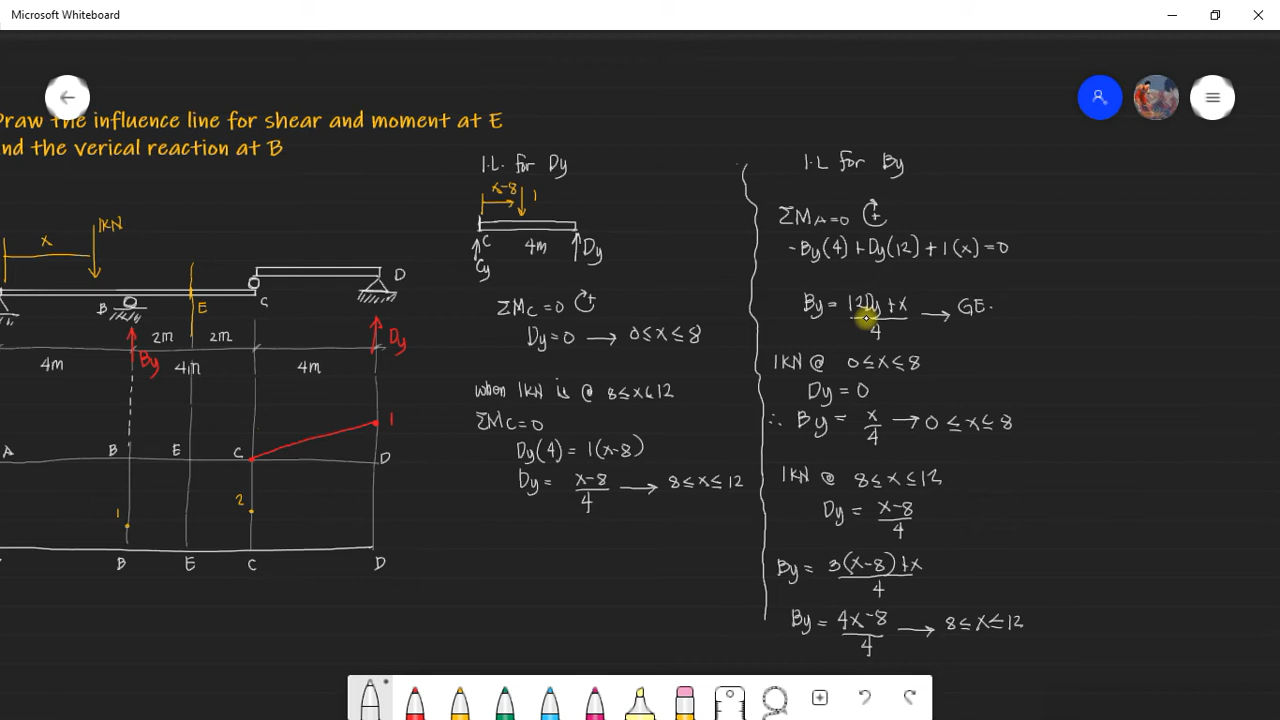 Microsoft Whiteboard
Draw the influence line for shear and moment at E
nd the verical reaction at B
x
1KN
B
E
C
D
2m
2m
By
Dy
4m
4m
4m
1
A
B
E
C
D
1
2
B
E
C
D
I.L. for Dy
x-8
1
C
4m
Cy
Dy
ΣMc=0 +
Dy=0 → 0≤x≤8
when 1KN is @ 8≤x≤12
ΣMc=0
Dy(4) = 1(x-8)
Dy = x-8/4 → 8≤x≤12
I.L for By
ΣMA=0 +
-By(4)+Dy(12)+1(x)=0
By = 12Dy+x/4 → GE.
1KN @ 0≤x≤8
Dy = 0
∴ By = x/4 → 0≤x≤8
1KN @ 8≤x≤12
Dy = x-8/4
By = 3(x-8)+x/4
By = 4x-8/4 → 8≤x≤12